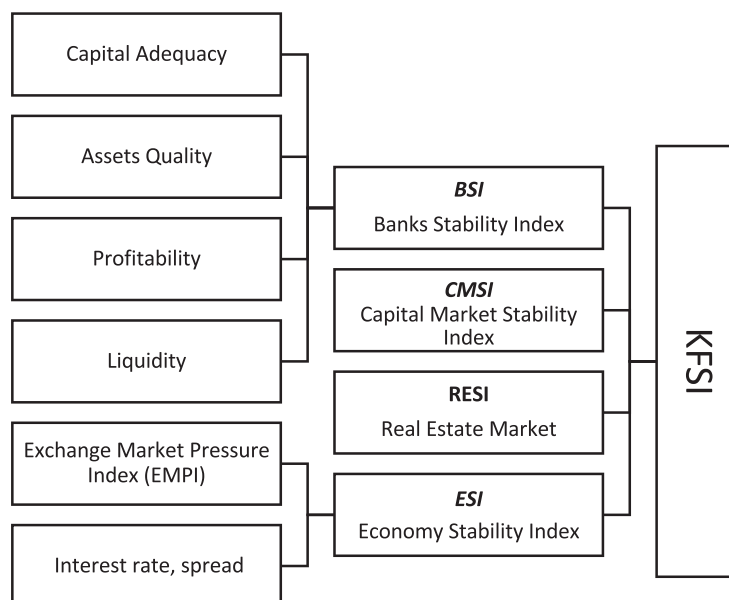 Capital Adequacy
Assets Quality
Profitability
Liquidity
Exchange Market Pressure
Index (EMPI)
Interest rate, spread
BSI
Banks Stability Index
CMSI
Capital Market Stability
Index
RESI
Real Estate Market
ESI
Economy Stability Index
KFSI